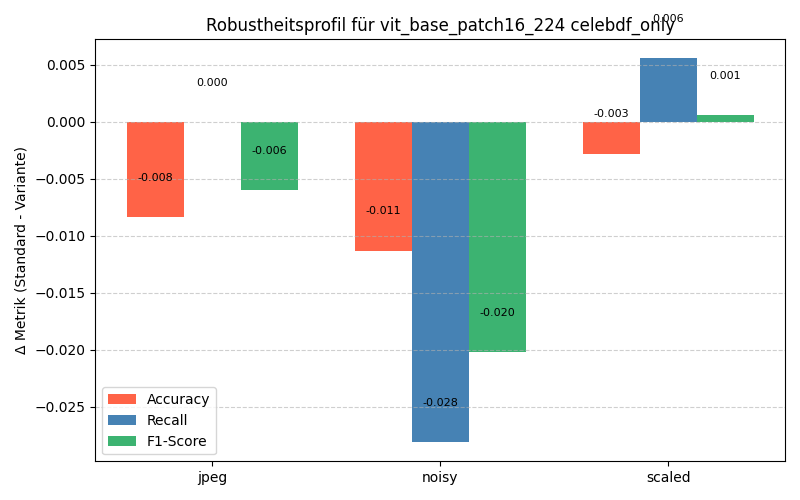 Robustheitsprofil für vit_base_patch16_224 celebdf_only
0.006
0.005
0.000
0.001
0.000
-0.003
-0.008
-0.006
−0.005
-0.011
−0.010
−0.015
-0.020
−0.020
-0.028
−0.025
Δ Metrik (Standard - Variante)
Accuracy
Recall
F1-Score
jpeg
noisy
scaled